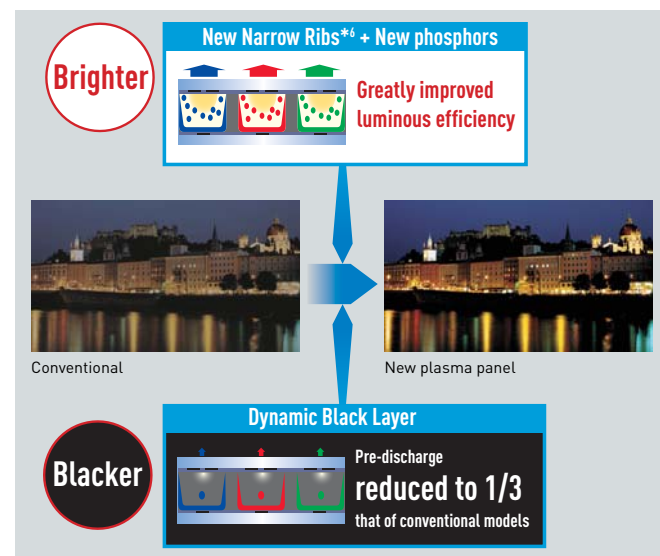 New Narrow Ribs*6 + New phosphors
Brighter
Greatly improved
luminous efficiency
Conventional
New plasma panel
Dynamic Black Layer
Blacker
Pre-discharge
reduced to 1/3
that of conventional models